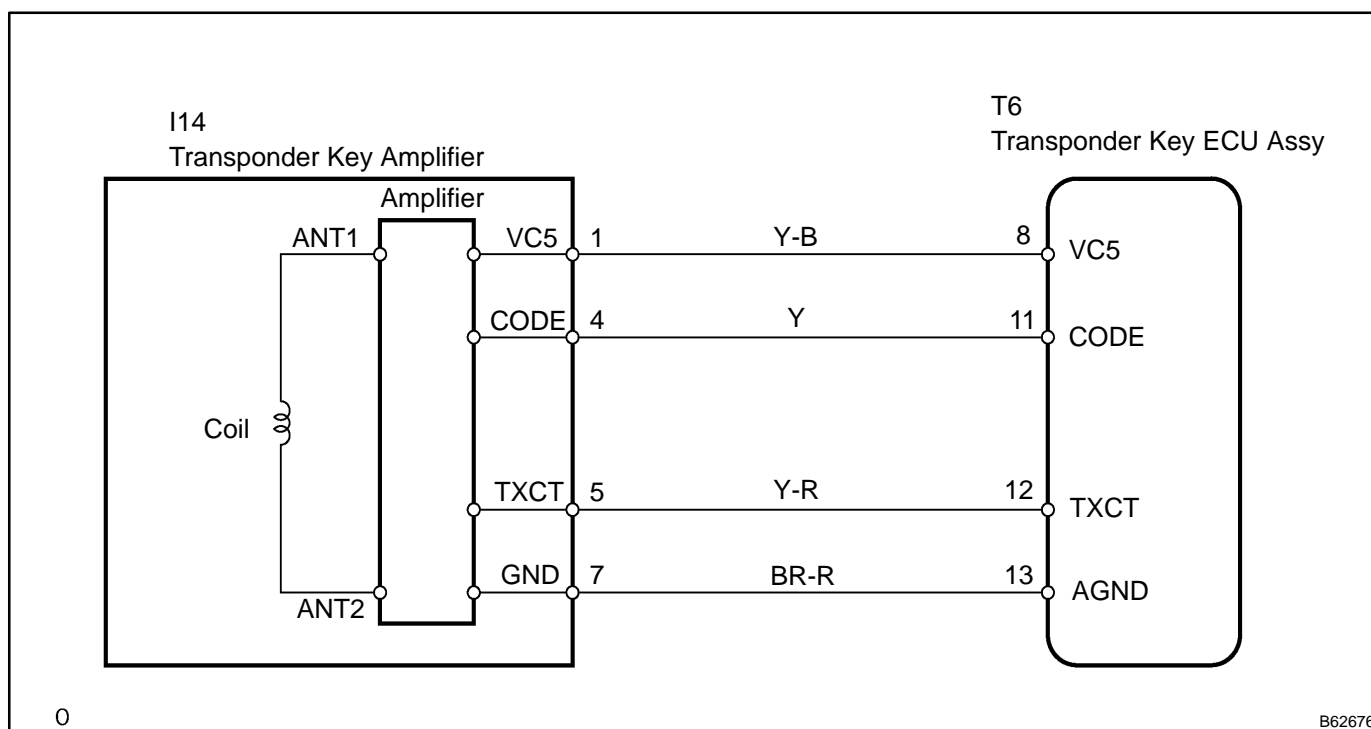 I14
Transponder Key Amplifier
T6
Transponder Key ECU Assy
Amplifier
ANT1
VC5
1
Y-B
8
VC5
CODE
4
Y
11
CODE
Coil
TXCT
5
Y-R
12
TXCT
ANT2
GND
7
BR-R
13
AGND
0
B62676